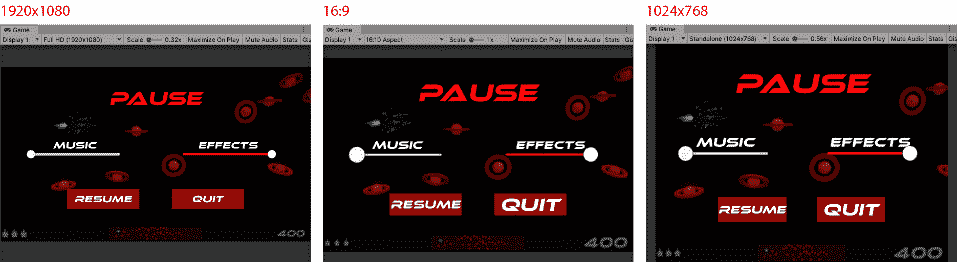 1920x1080
Game
Display 1 Full HD (1920x1080) Scale 0.32x Maximize On Play Mute Audio Stats
PAUSE
MUSIC EFFECTS
RESUME QUIT
400
16:9
Game
Display 1 16:10 Aspect Scale 1x Maximize On Play Mute Audio Stats
PAUSE
MUSIC EFFECTS
RESUME QUIT
400
1024x768
Game
Display 1 Standalone (1024x768) Scale 0.56x Maximize On Play Mute Audio Stats
PAUSE
MUSIC EFFECTS
RESUME QUIT
400